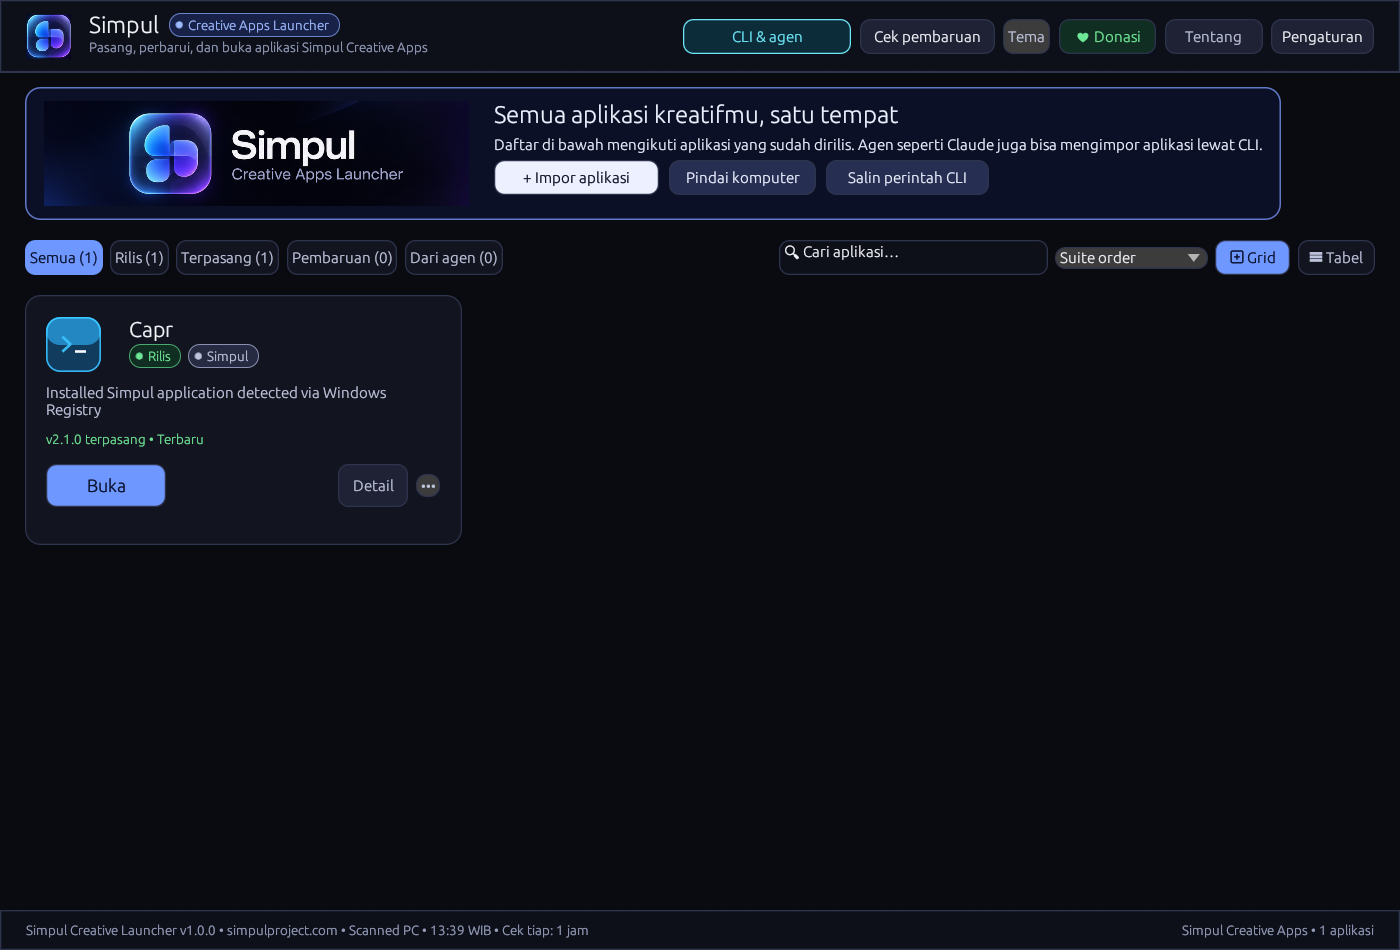 Simpul
Creative Apps Launcher
Pasang, perbarui, dan buka aplikasi Simpul Creative Apps
CLI & agen
Cek pembaruan
Tema
Donasi
Tentang
Pengaturan
Simpul
Creative Apps Launcher
Semua aplikasi kreatifmu, satu tempat
Daftar di bawah mengikuti aplikasi yang sudah dirilis. Agen seperti Claude juga bisa mengimpor aplikasi lewat CLI.
+ Impor aplikasi
Pindai komputer
Salin perintah CLI
Semua (1)
Rilis (1)
Terpasang (1)
Pembaruan (0)
Dari agen (0)
Cari aplikasi...
Suite order
Grid
Tabel
Capr
Rilis
Simpul
Installed Simpul application detected via Windows
Registry
v2.1.0 terpasang • Terbaru
Buka
Detail
Simpul Creative Launcher v1.0.0 • simpulproject.com • Scanned PC • 13:39 WIB • Cek tiap: 1 jam
Simpul Creative Apps • 1 aplikasi